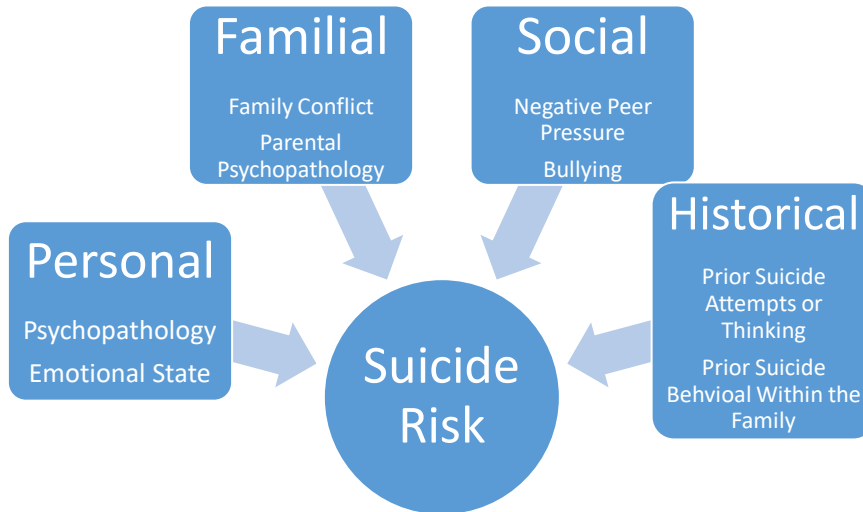 Familial
Family Conflict
Parental
Psychopathology
Social
Negative Peer
Pressure
Bullying
Personal
Psychopathology
Emotional State
Historical
Prior Suicide
Attempts or
Thinking
Prior Suicide
Behvioal Within the
Family
Suicide
Risk